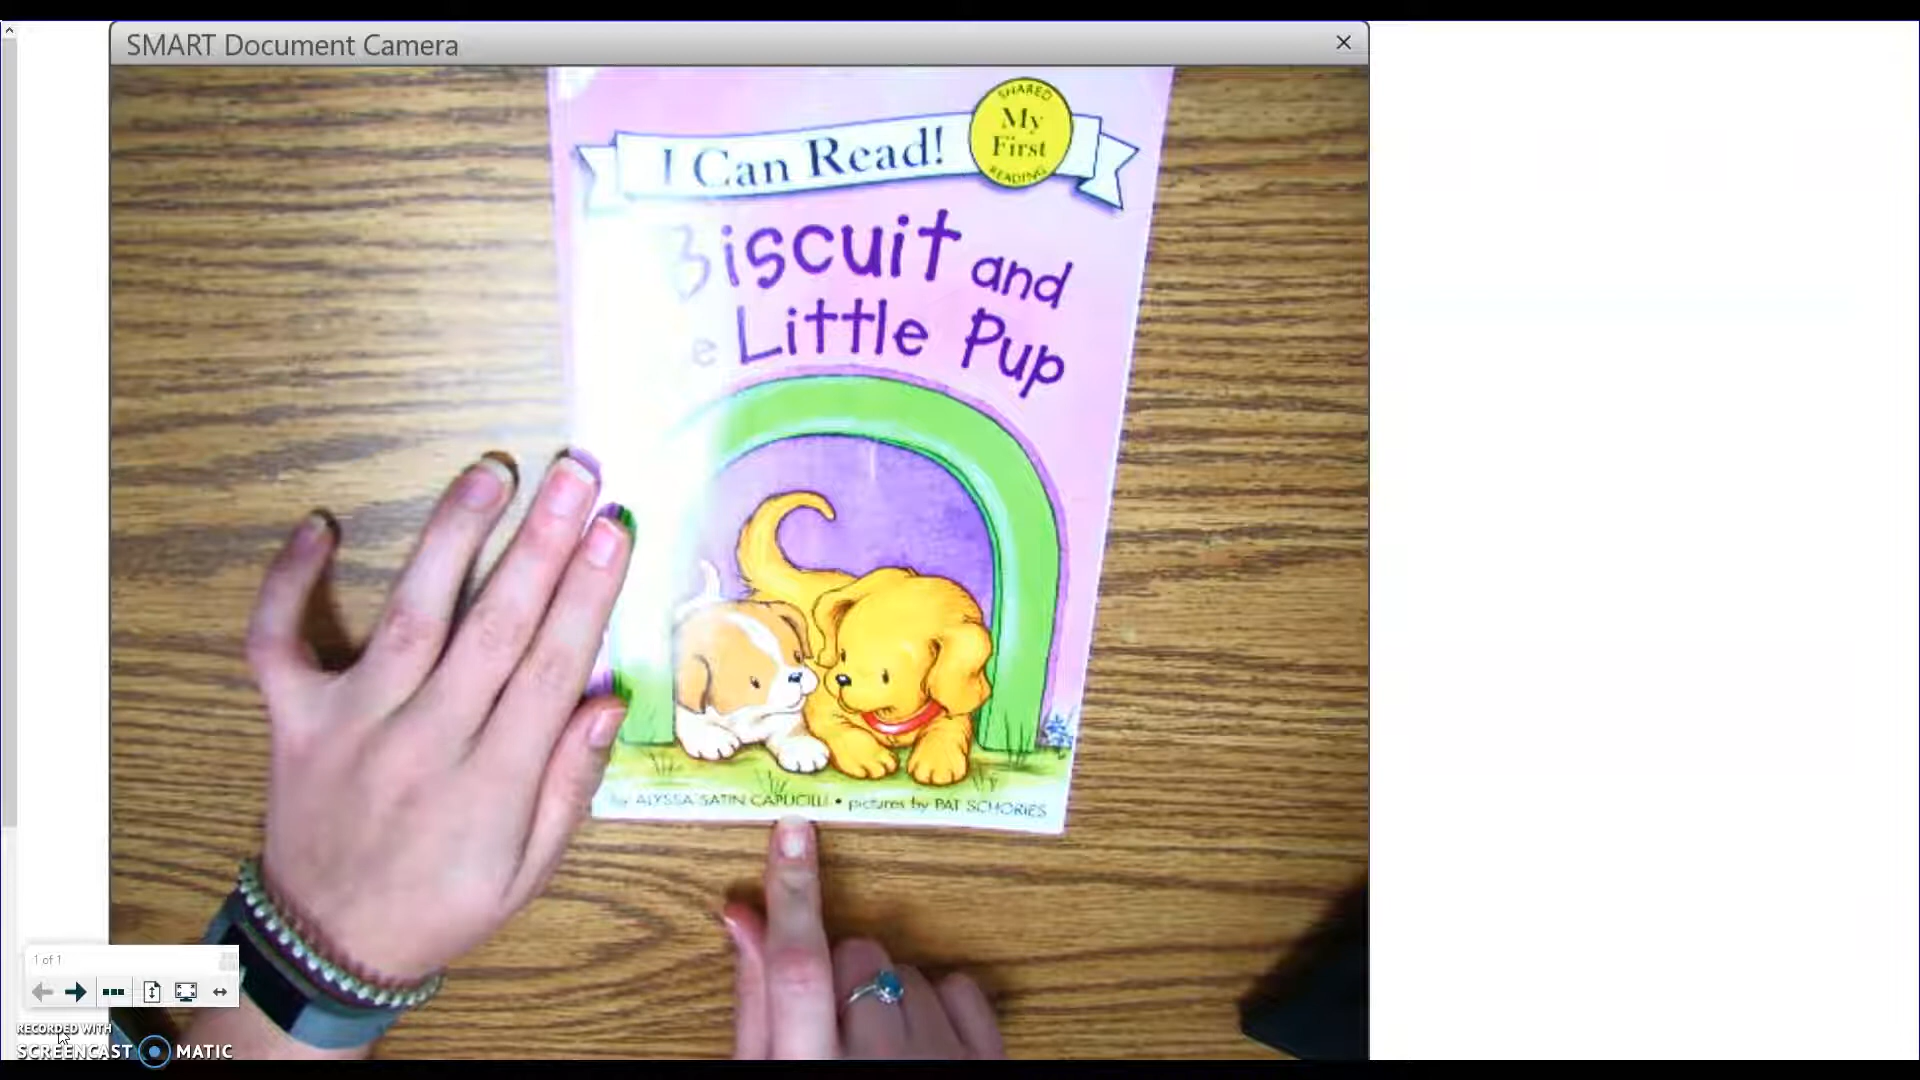 SMART Document Camera
SHARED
My
First
READING
I Can Read!
Biscuit and
e Little Pup
by ALYSSA SATIN CAPUCILLI • pictures by PAT SCHORIES
1 of 1
RECORDED WITH
SCREENCAST MATIC